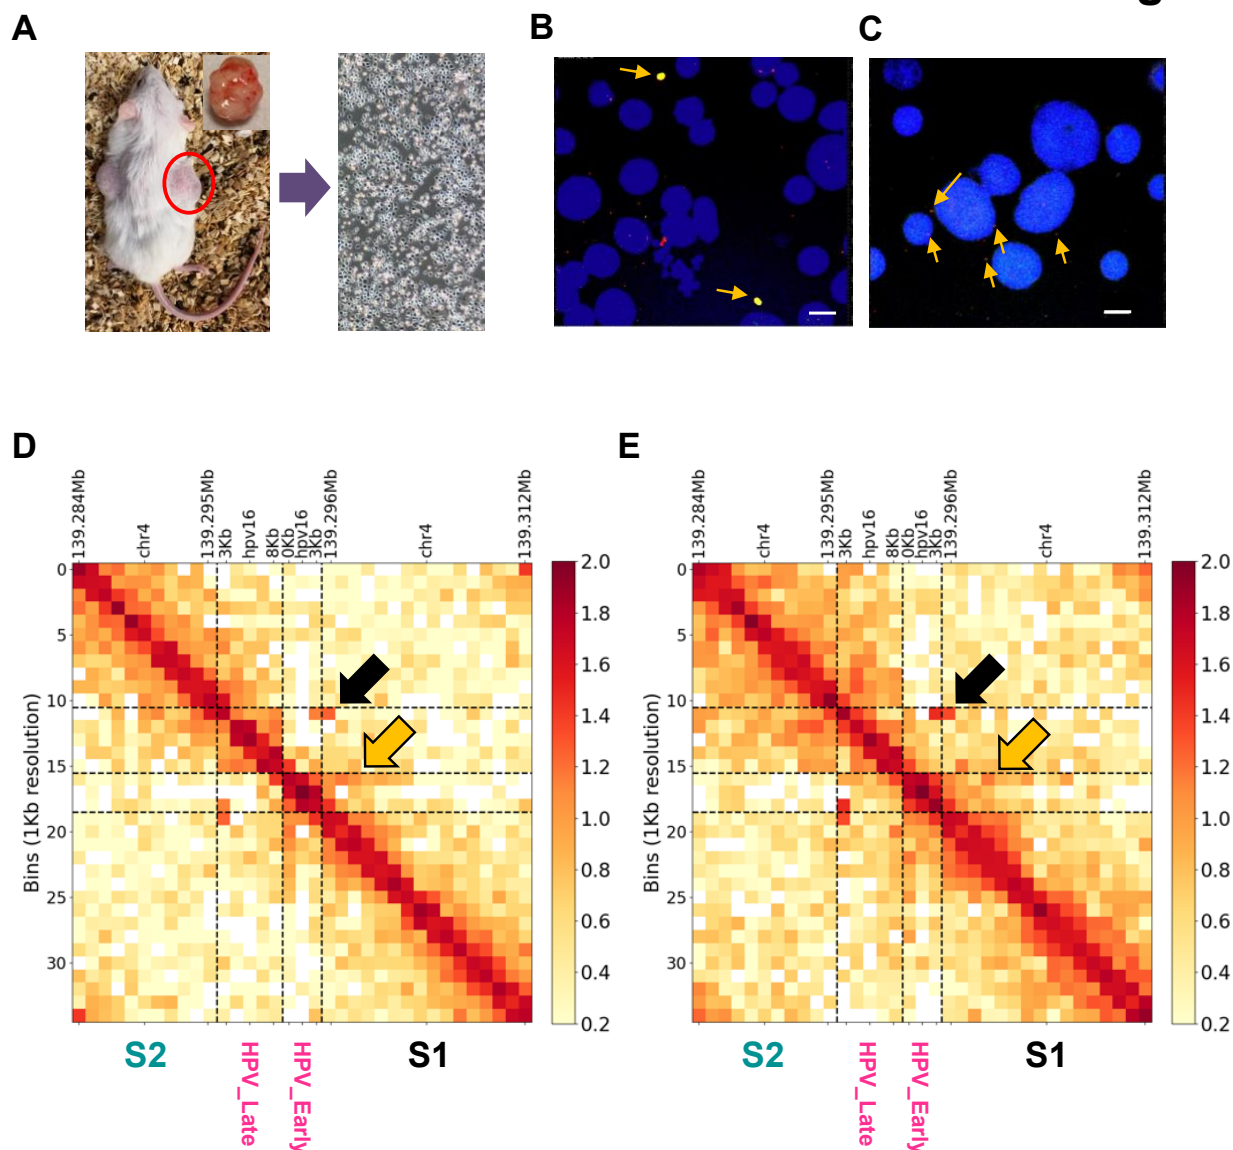 g
A
B
C
D
E
139.284Mb
chr4
139.295Mb
3Kb
hpv16
8Kb
0Kb
hpv16
3Kb
139.296Mb
chr4
139.312Mb
0
5
10
15
20
25
30
Bins (1Kb resolution)
2.0
1.8
1.6
1.4
1.2
1.0
0.8
0.6
0.4
0.2
S2
HPV_Late
HPV_Early
S1
139.284Mb
chr4
139.295Mb
3Kb
hpv16
8Kb
0Kb
hpv16
3Kb
139.296Mb
chr4
139.312Mb
0
5
10
15
20
25
30
Bins (1Kb resolution)
2.0
1.8
1.6
1.4
1.2
1.0
0.8
0.6
0.4
0.2
S2
HPV_Late
HPV_Early
S1